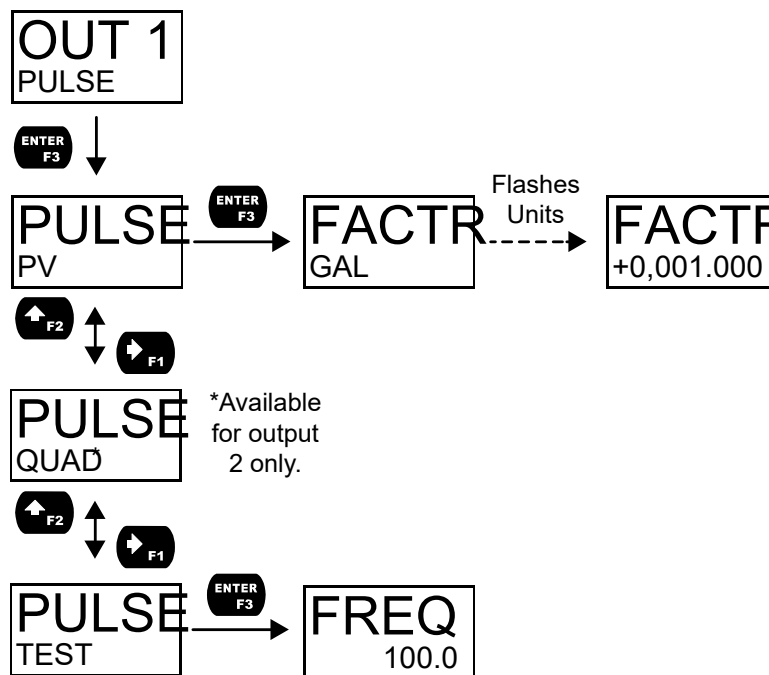 OUT 1
PULSE
ENTER
F3
PULSE
PV
ENTER
F3
FACTR
GAL
Flashes
Units
FACTR
+0,001.000
F2
F1
PULSE
QUAD*
*Available
for output
2 only.
F2
F1
PULSE
TEST
ENTER
F3
FREQ
100.0